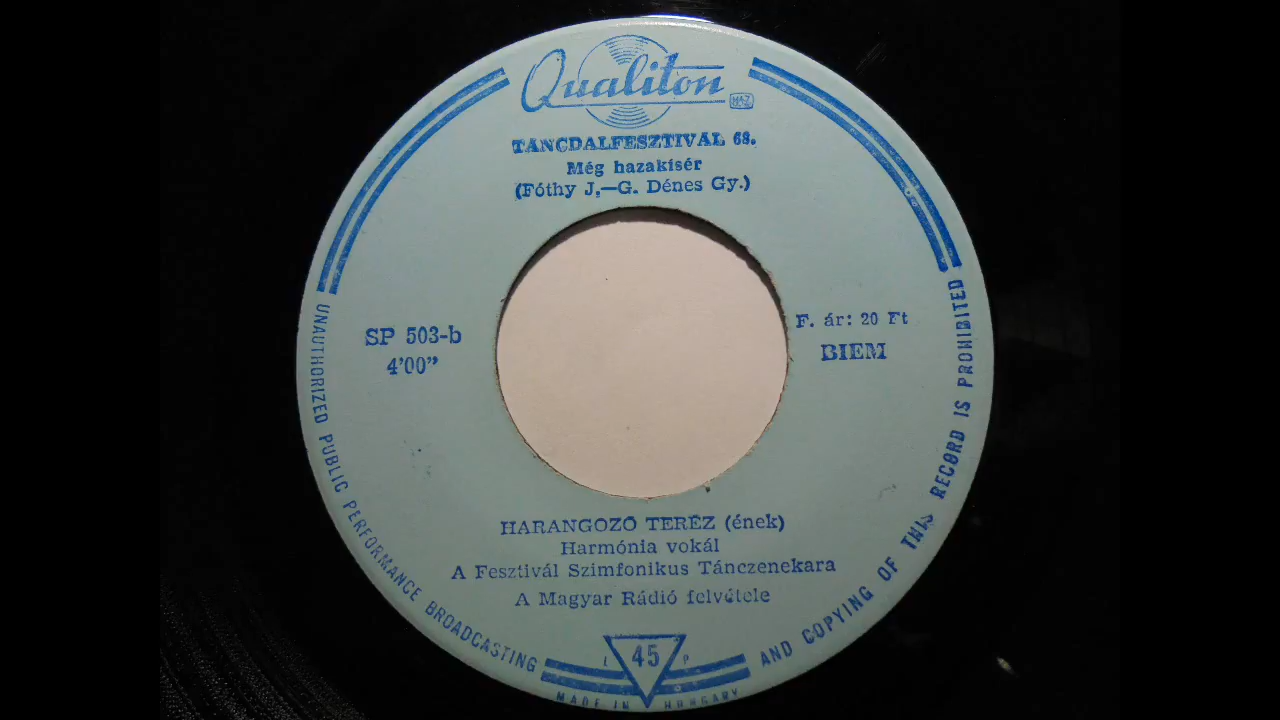 Qualiton
MHZ
TÁNCDALFESZTIVÁL 68.
Még hazakísér
(Fóthy J.—G. Dénes Gy.)
SP 503-b
4'00”
F. ár: 20 Ft
BIEM
HARANGOZÓ TERÉZ (ének)
Harmónia vokál
A Fesztivál Szimfonikus Tánczenekara
A Magyar Rádió felvétele
L 45 P
MADE IN HUNGARY
UNAUTHORIZED PUBLIC PERFORMANCE BROADCASTING AND COPYING OF THIS RECORD IS PROHIBITED